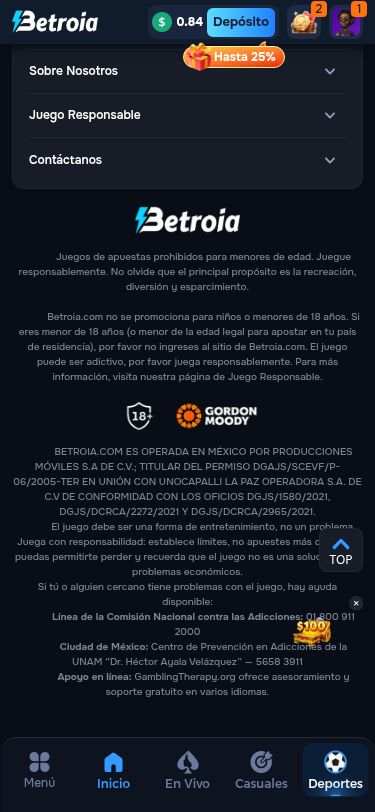 Betroia
$ 0.84 Depósito
2
1
Hasta 25%
Sobre Nosotros
Juego Responsable
Contáctanos
Betroia
Juegos de apuestas prohibidos para menores de edad. Juegue
responsablemente. No olvide que el principal propósito es la recreación,
diversión y esparcimiento.
Betroia.com no se promociona para niños o menores de 18 años. Si
eres menor de 18 años (o menor de la edad legal para apostar en tu país
de residencia), por favor no ingreses al sitio de Betroia.com. El juego
puede ser adictivo, por favor juega responsablemente. Para más
información, visita nuestra página de Juego Responsable.
18+
GORDON
MOODY
BETROIA.COM ES OPERADA EN MÉXICO POR PRODUCCIONES
MÓVILES S.A DE C.V.; TITULAR DEL PERMISO DGAJS/SCEVF/P-
06/2005-TER EN UNIÓN CON UNOCAPALLI LA PAZ OPERADORA S.A. DE
C.V DE CONFORMIDAD CON LOS OFICIOS DGJS/1580/2021,
DGJS/DCRCA/2272/2021 Y DGJS/DCRCA/2965/2021.
El juego debe ser una forma de entretenimiento, no un problema.
Juega con responsabilidad: establece límites, no apuestes más
puedas permitirte perder y recuerda que el juego no es una
problemas económicos.
TOP
Si tú o alguien cercano tiene problemas con el juego, hay ayuda
disponible:
Línea de la Comisión Nacional contra las Adicciones: 01 800 911
2000
$100
Ciudad de México: Centro de Prevención en Adicciones de la
UNAM “Dr. Héctor Ayala Velázquez” — 5658 3911
Apoyo en línea: GamblingTherapy.org ofrece asesoramiento y
soporte gratuito en varios idiomas.
Menú
Inicio
En Vivo
Casuales
Deportes